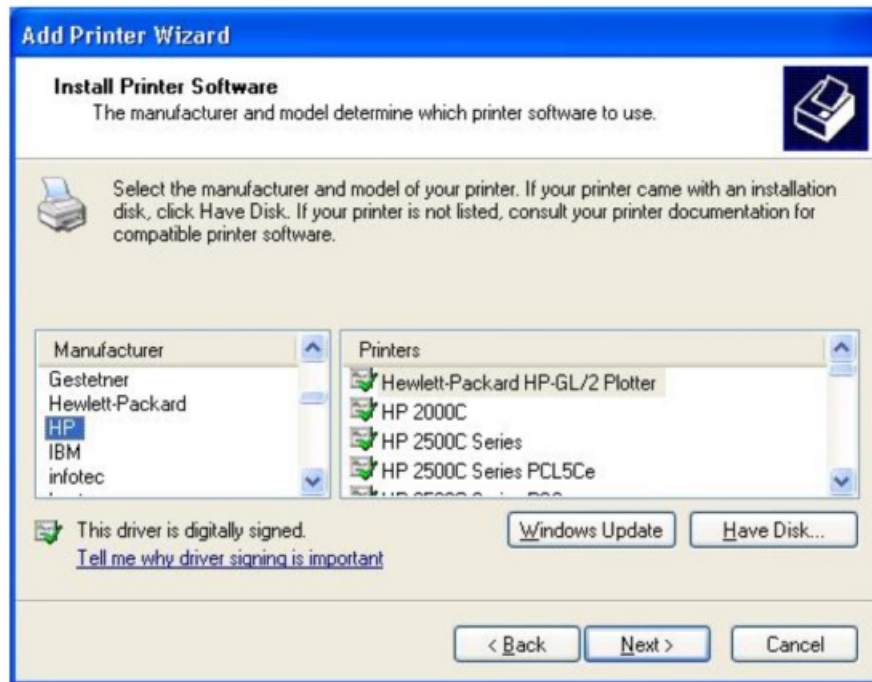 Add Printer Wizard
Install Printer Software
The manufacturer and model determine which printer software to use.
Select the manufacturer and model of your printer. If your printer came with an installation
disk, click Have Disk. If your printer is not listed, consult your printer documentation for
compatible printer software.
Manufacturer
Gestetner
Hewlett-Packard
HP
IBM
infotec
Printers
Hewlett-Packard HP-GL/2 Plotter
HP 2000C
HP 2500C Series
HP 2500C Series PCL5Ce
This driver is digitally signed.
Tell me why driver signing is important
Windows Update
Have Disk...
< Back
Next >
Cancel